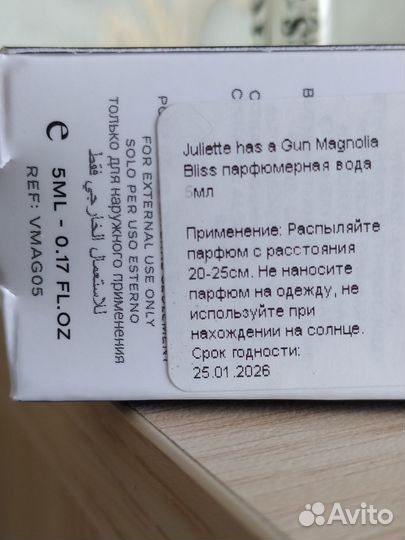 Juliette has a Gun Magnolia
Bliss парфюмерная вода
5мл
Применение: Распыляйте
парфюм с расстояния
20-25см. Не наносите
парфюм на одежду, не
используйте при
нахождении на солнце.
Срок годности:
25.01.2026
FOR EXTERNAL USE ONLY
SOLO PER USO ESTERNO
только для наружного применения
للاستعمال الخارجي فقط
e 5ML - 0.17 FL.OZ
REF: VMAG05
Avito